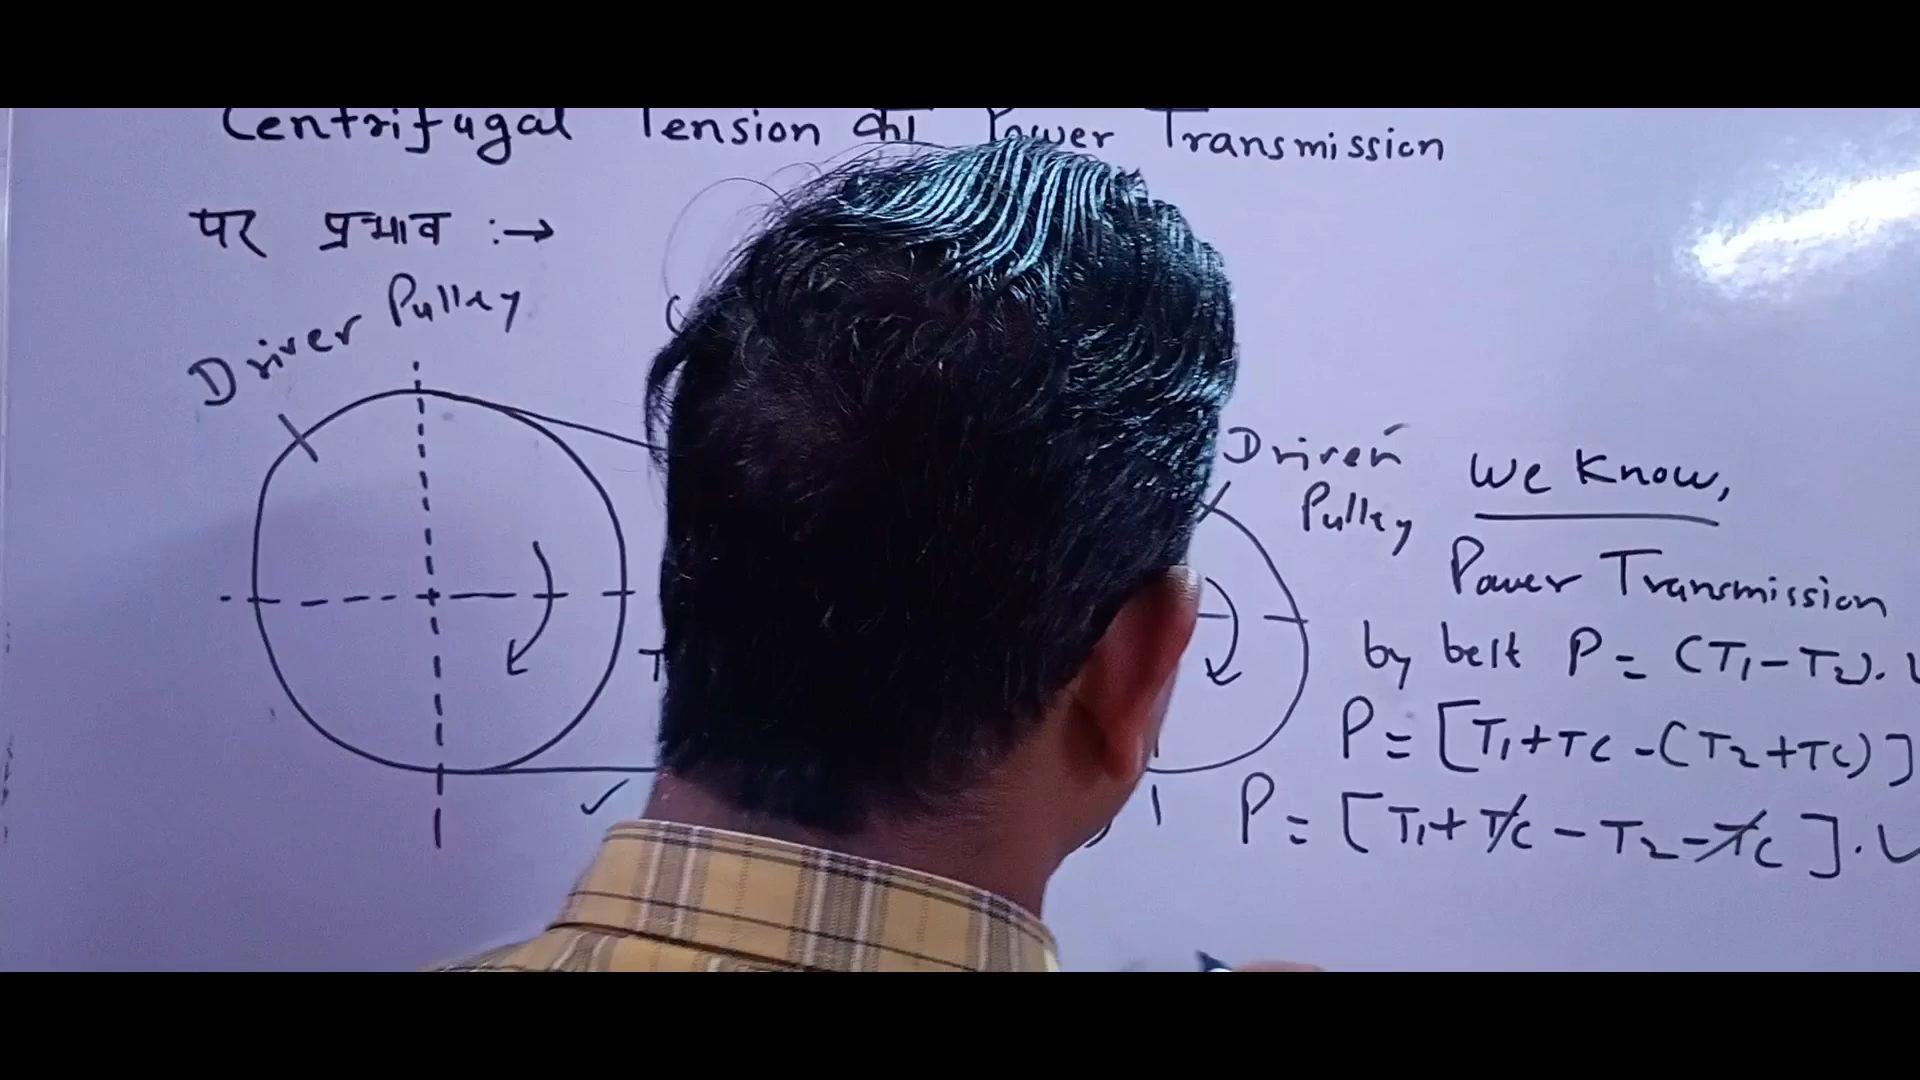 Centrifugal Tension का Power Transmission
पर प्रभाव :→
Driver Pulley
Driven
Pulley
We Know,
Power Transmission
by belt P = (T1 - T2). V
P = [T1 + TC - (T2 + TC)]
P = [T1 + TC - T2 - TC]. V
T